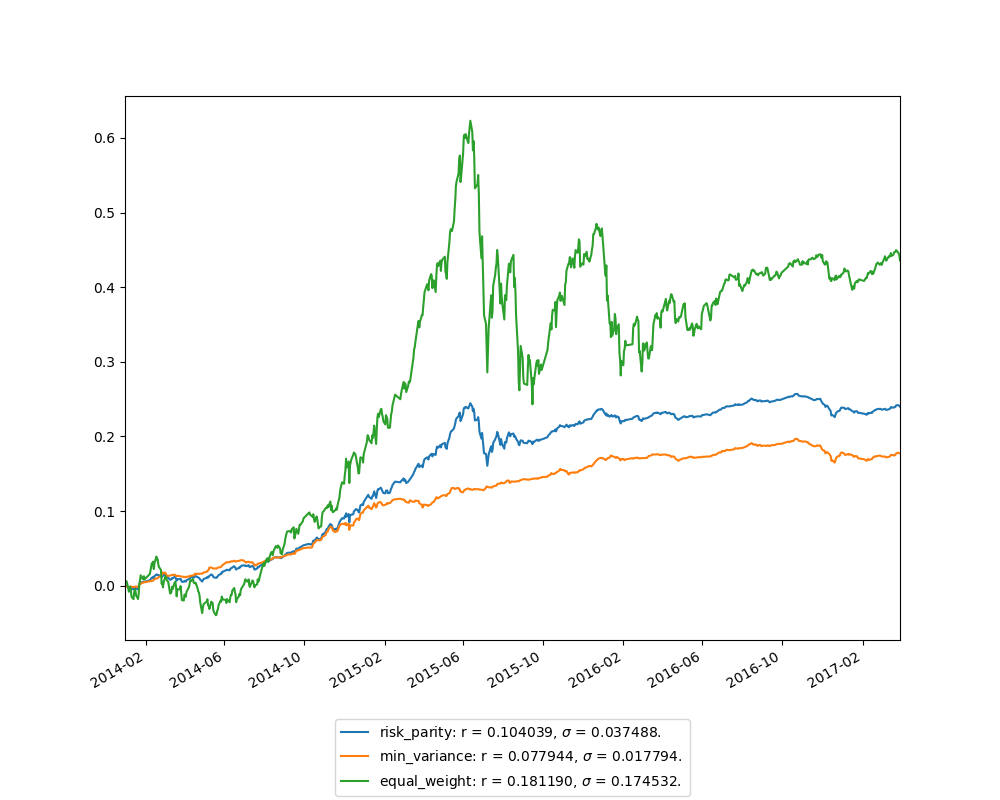 0.6
0.5
0.4
0.3
0.2
0.1
0.0
2014-02 2014-06 2014-10 2015-02 2015-06 2015-10 2016-02 2016-06 2016-10 2017-02
risk_parity: r = 0.104039, σ = 0.037488.
min_variance: r = 0.077944, σ = 0.017794.
equal_weight: r = 0.181190, σ = 0.174532.